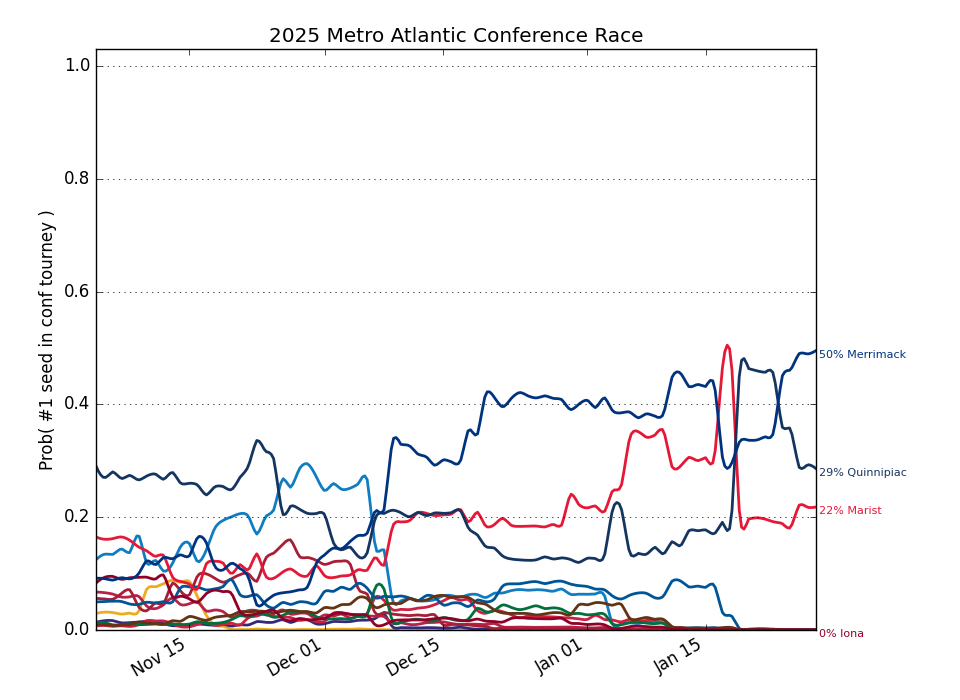 2025 Metro Atlantic Conference Race
Prob( #1 seed in conf tourney )
1.0
0.8
0.6
0.4
0.2
0.0
Nov 15
Dec 01
Dec 15
Jan 01
Jan 15
50% Merrimack
29% Quinnipiac
22% Marist
0% Iona